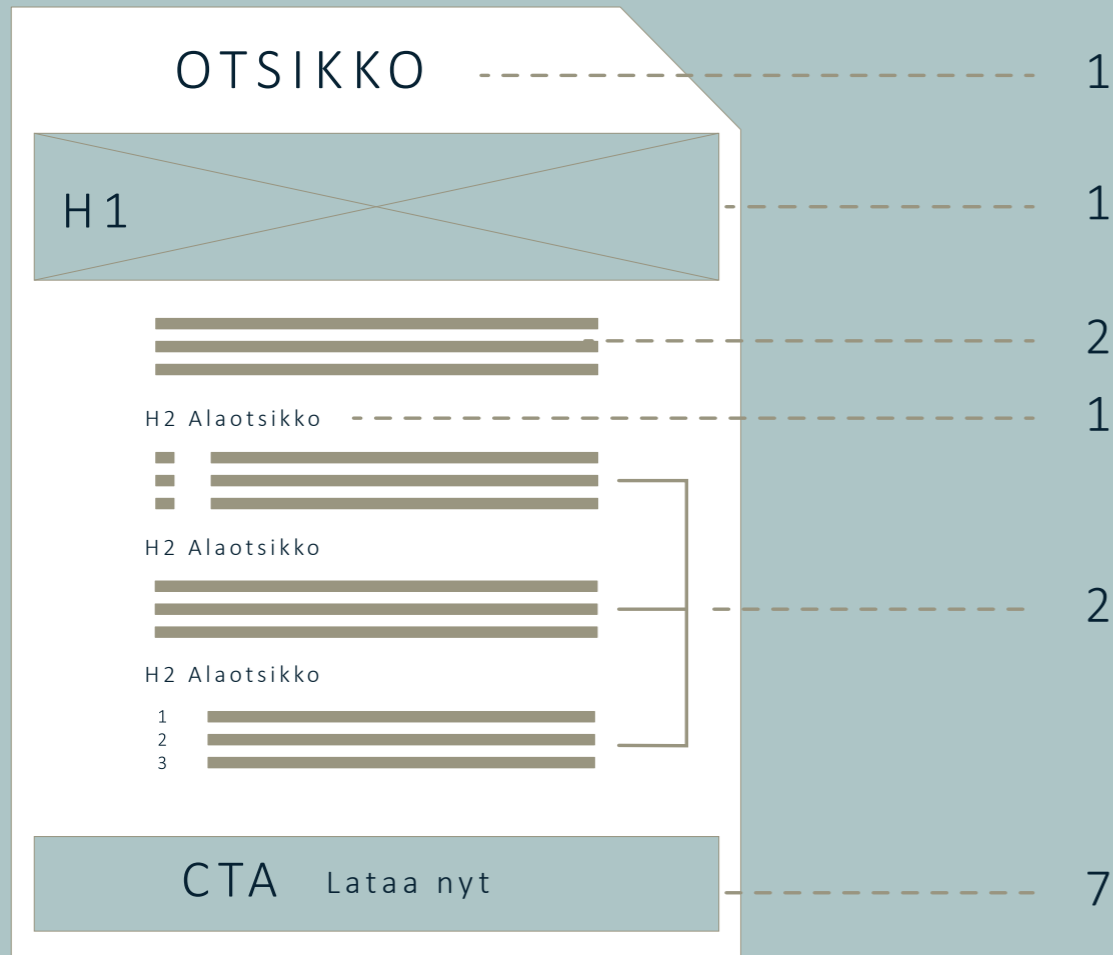 OTSIKKO 1
H1 1
2
H2 Alaotsikko 1
H2 Alaotsikko
2
H2 Alaotsikko
1
2
3
CTA Lataa nyt 7